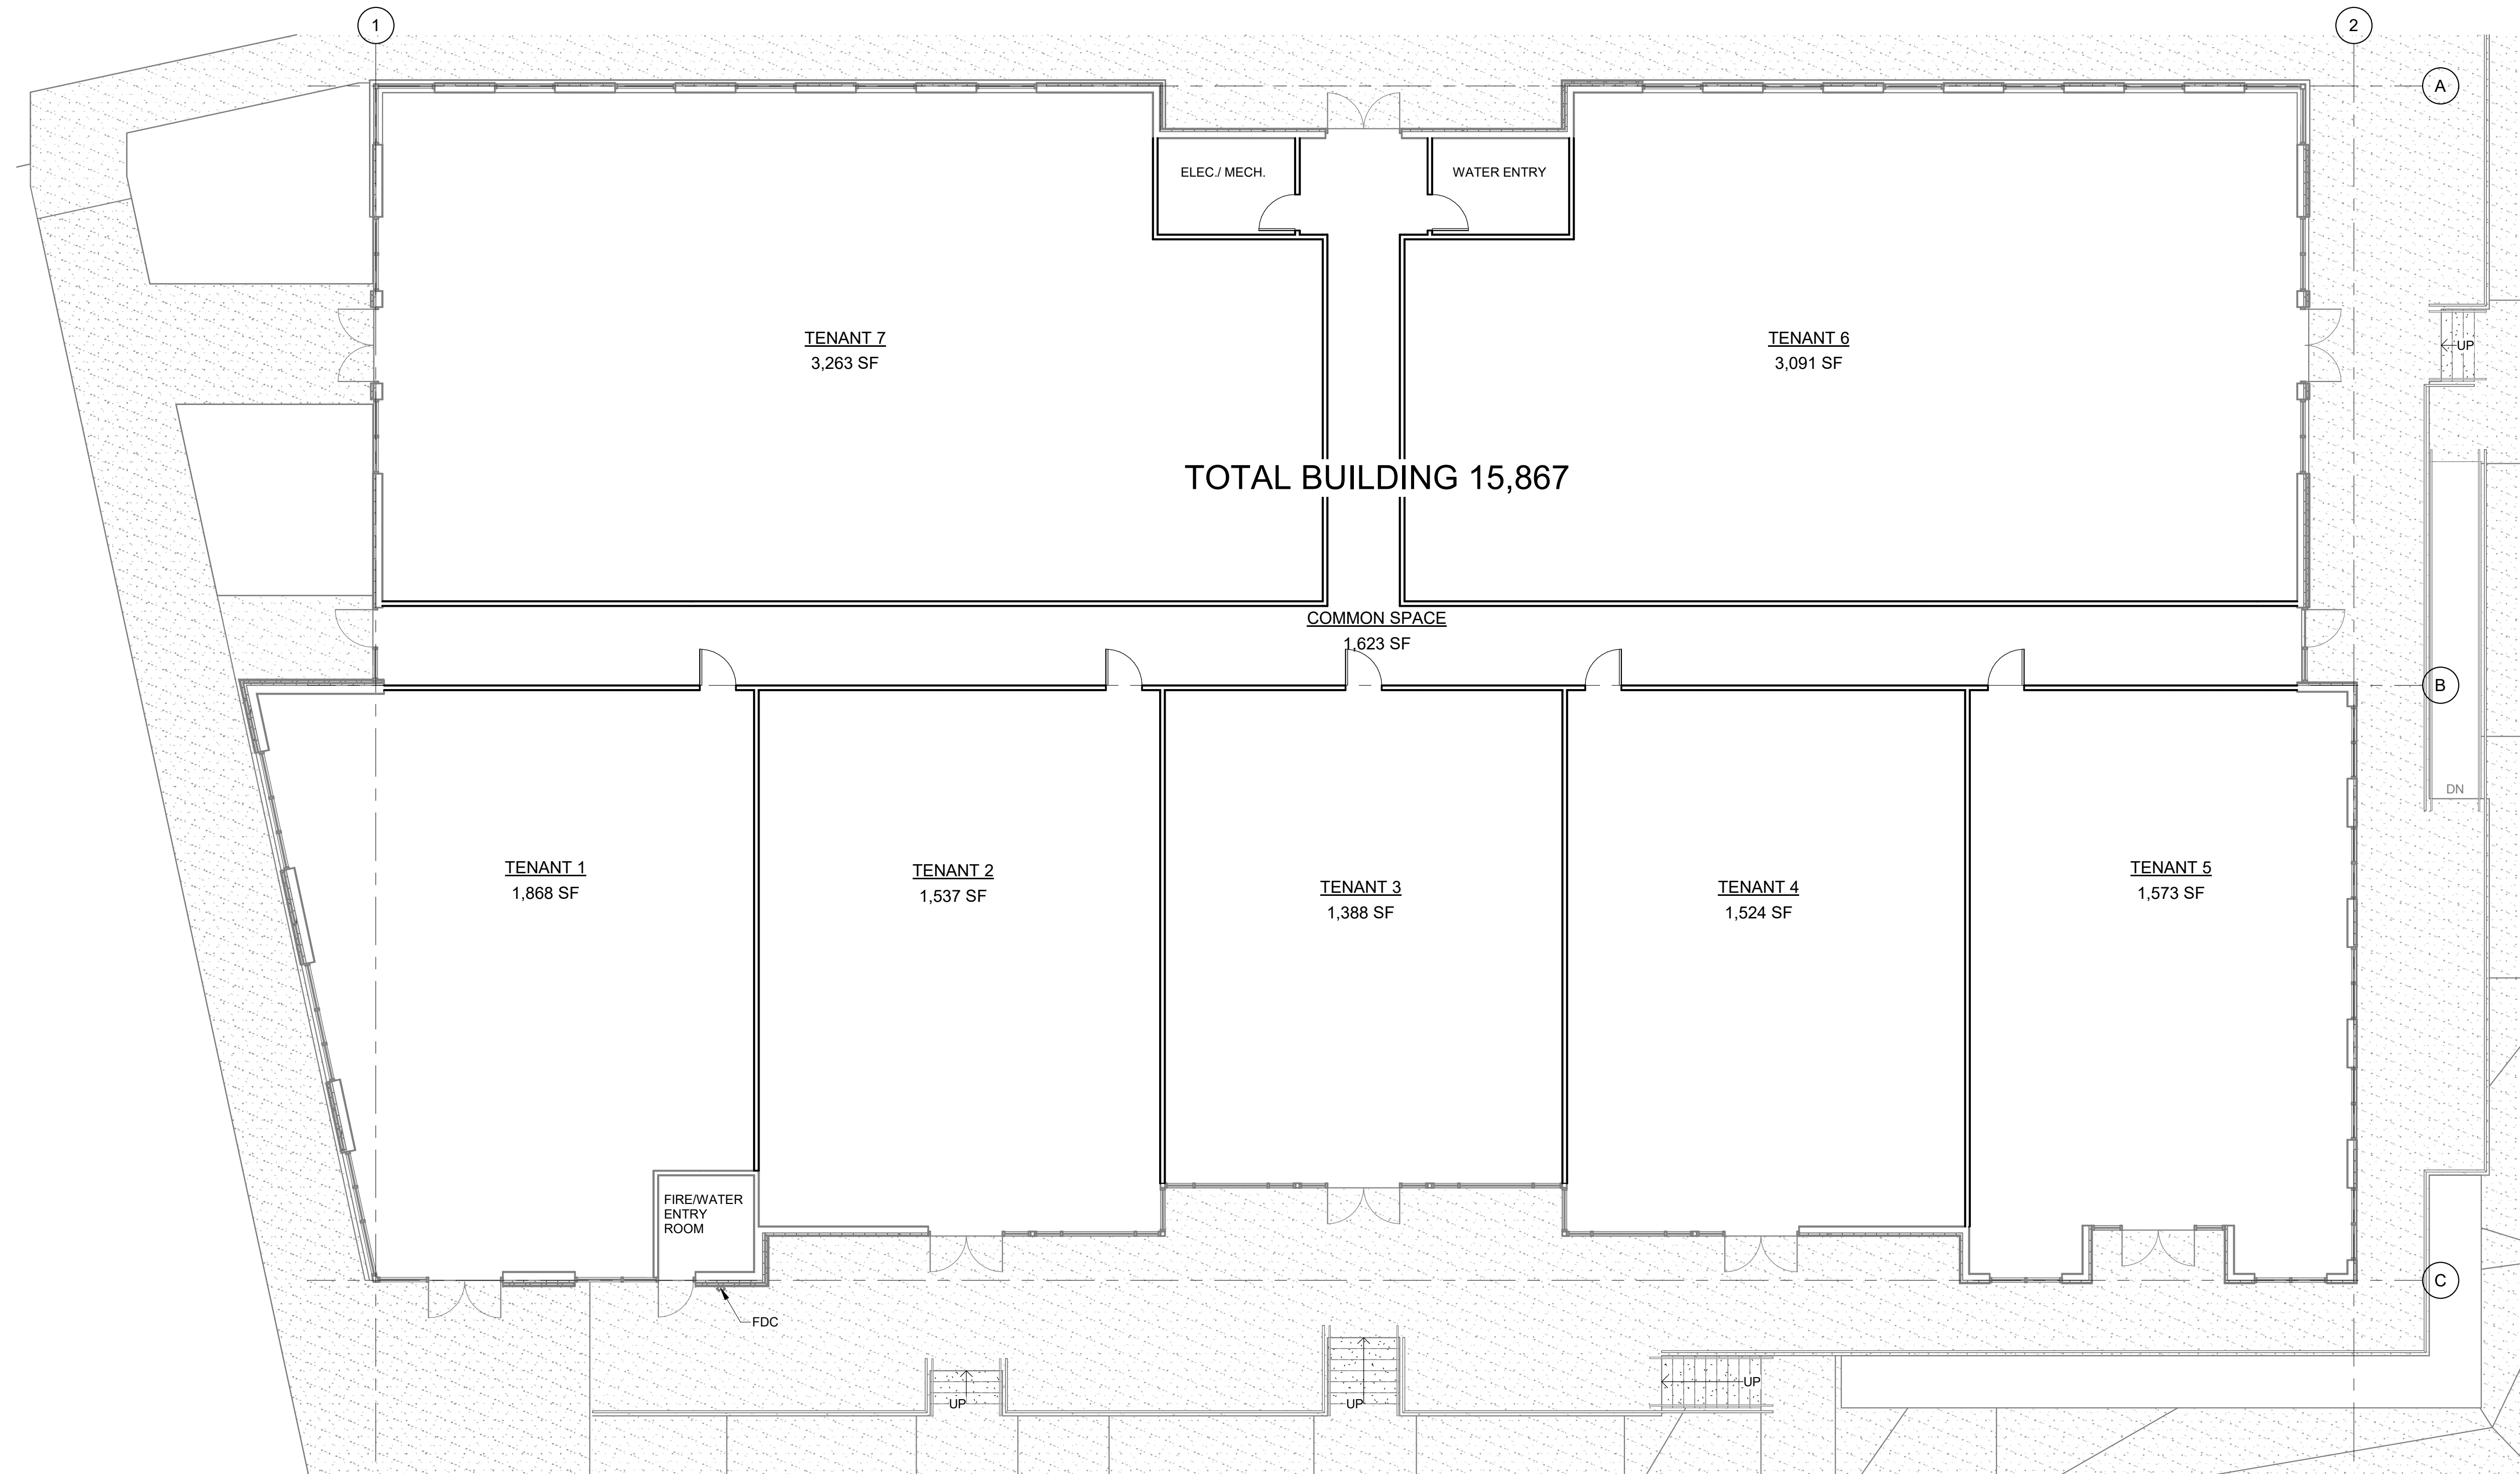 1
2
A
ELEC./ MECH.
WATER ENTRY
TENANT 7
3,263 SF
TENANT 6
3,091 SF
UP
TOTAL BUILDING 15,867
COMMON SPACE
1,623 SF
B
DN
TENANT 1
1,868 SF
TENANT 2
1,537 SF
TENANT 3
1,388 SF
TENANT 4
1,524 SF
TENANT 5
1,573 SF
FIRE/WATER
ENTRY
ROOM
C
FDC
UP
UP
UP